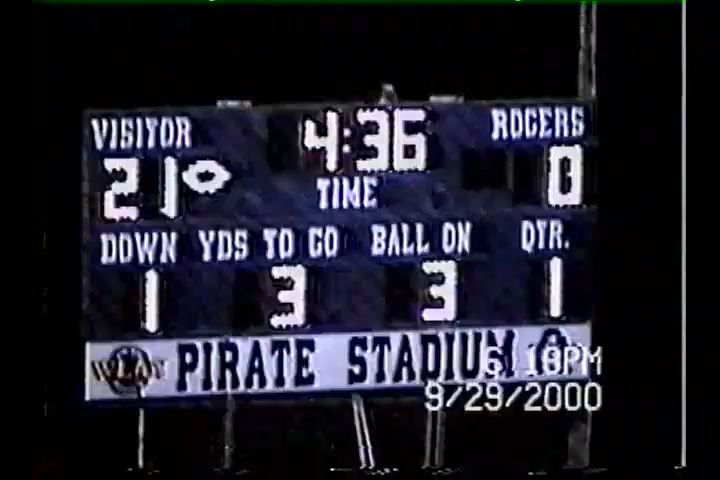 VISITOR 4:36 ROGERS
21 TIME 0
DOWN YDS TO GO BALL ON QTR.
1 3 3 1
PIRATE STADIUM
9/29/2000